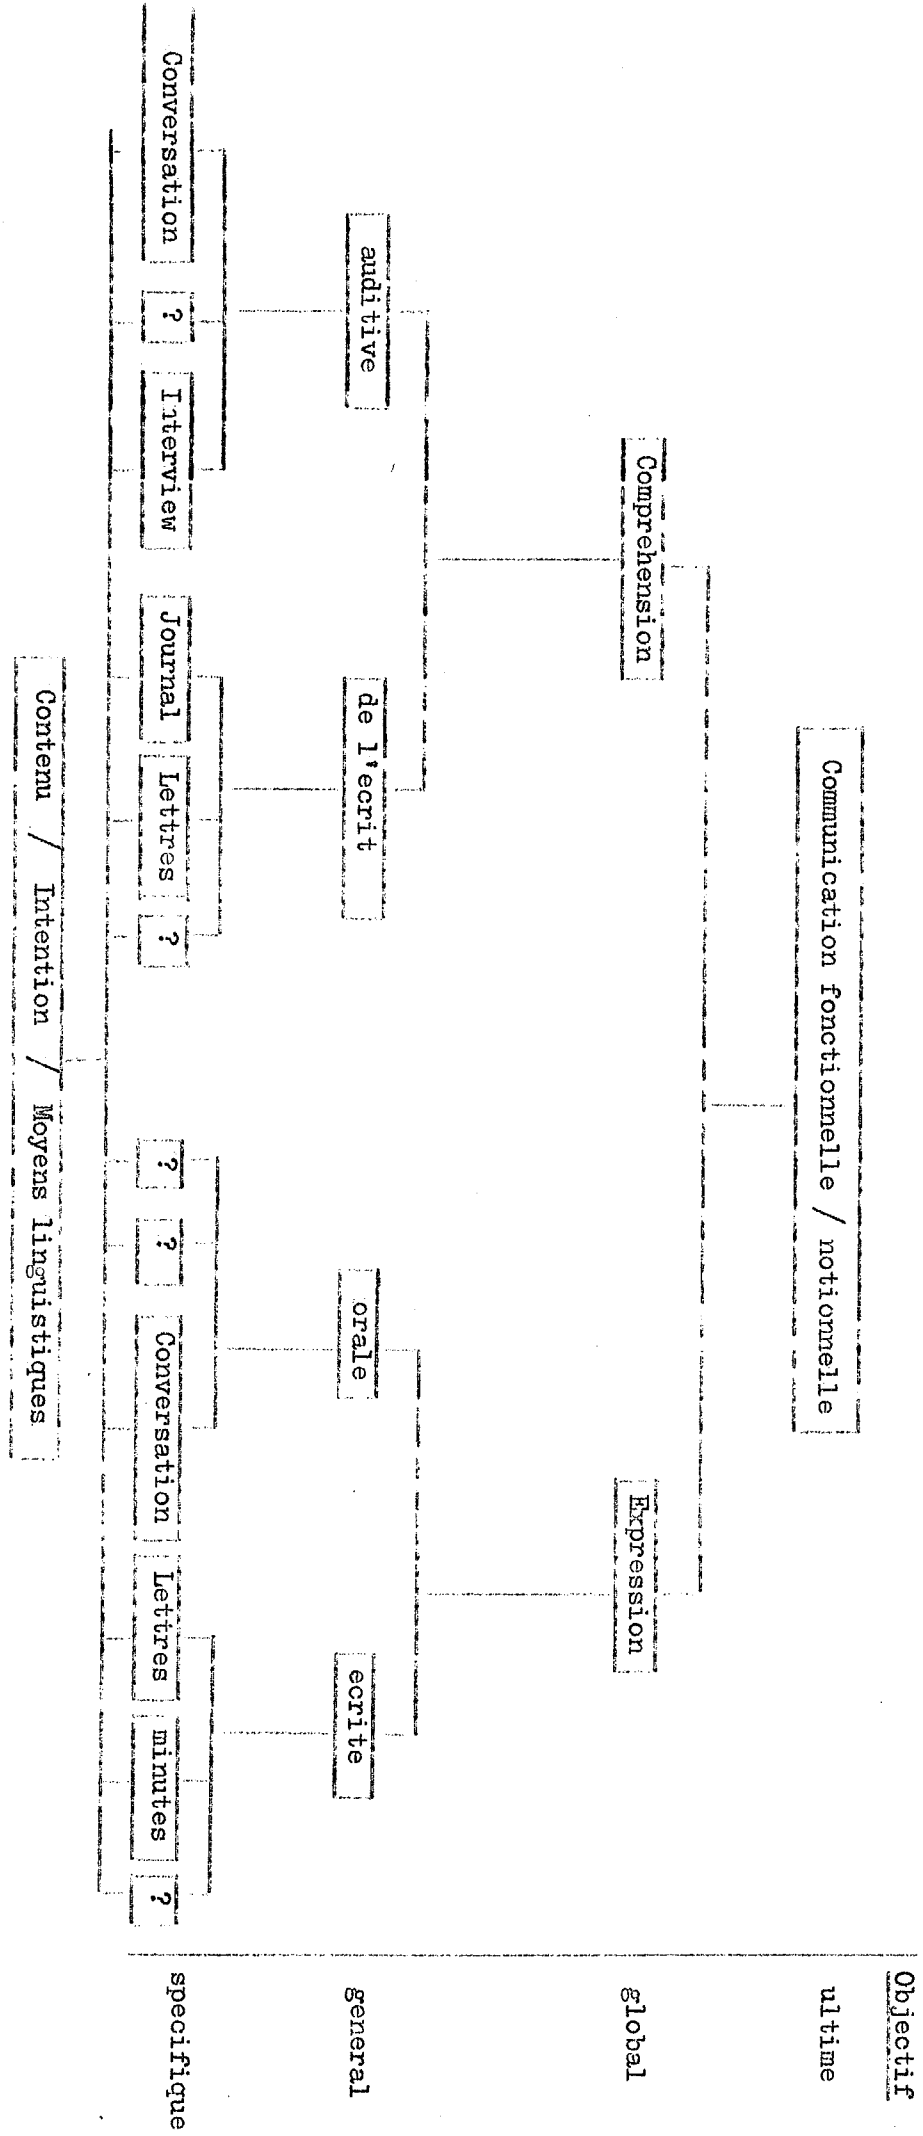 Objectif
Communication fonctionnelle / notionnelle
ultime
Comprehension
Expression
global
auditive
de l'ecrit
orale
ecrite
general
Conversation
?
Interview
Journal
Lettres
?
?
?
Conversation
Lettres
minutes
?
specifique
Contenu / Intention / Moyens linguistiques